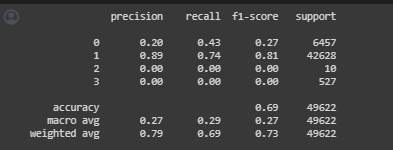 precision recall f1-score support
0 0.20 0.43 0.27 6457
1 0.89 0.74 0.81 42628
2 0.00 0.00 0.00 10
3 0.00 0.00 0.00 527
accuracy 0.69 49622
macro avg 0.27 0.29 0.27 49622
weighted avg 0.79 0.69 0.73 49622